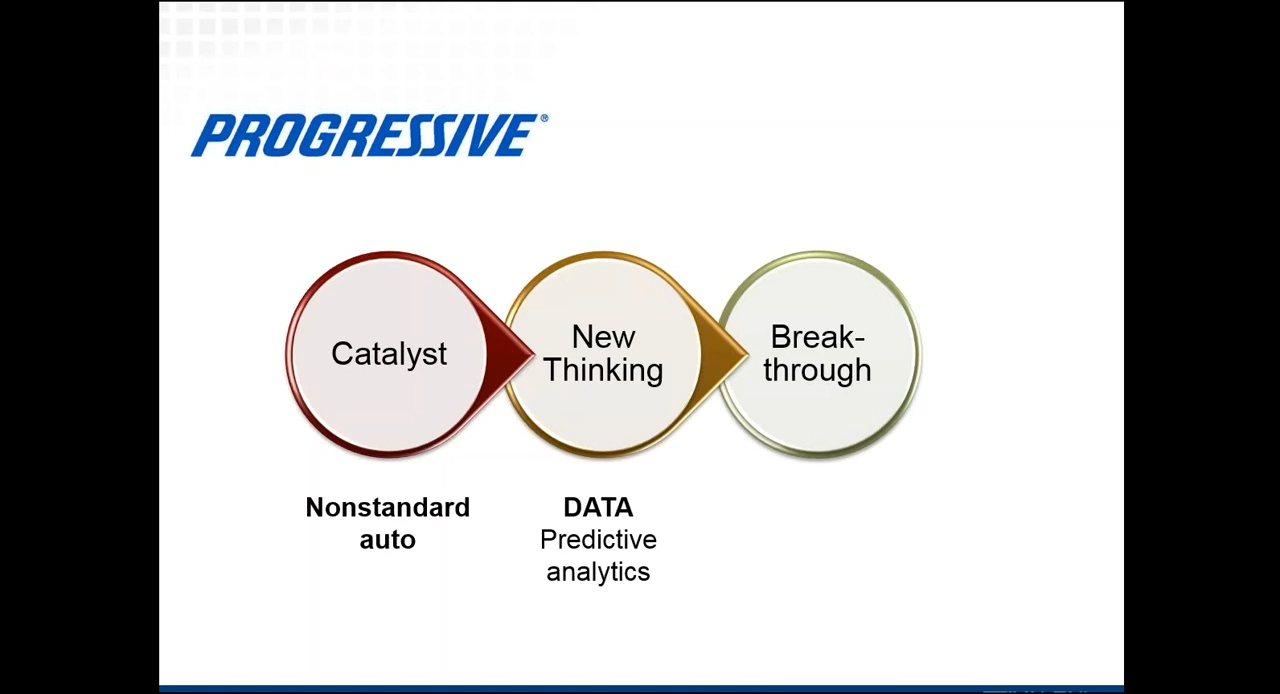 PROGRESSIVE®
Catalyst
New
Thinking
Break-
through
Nonstandard
auto
DATA
Predictive
analytics